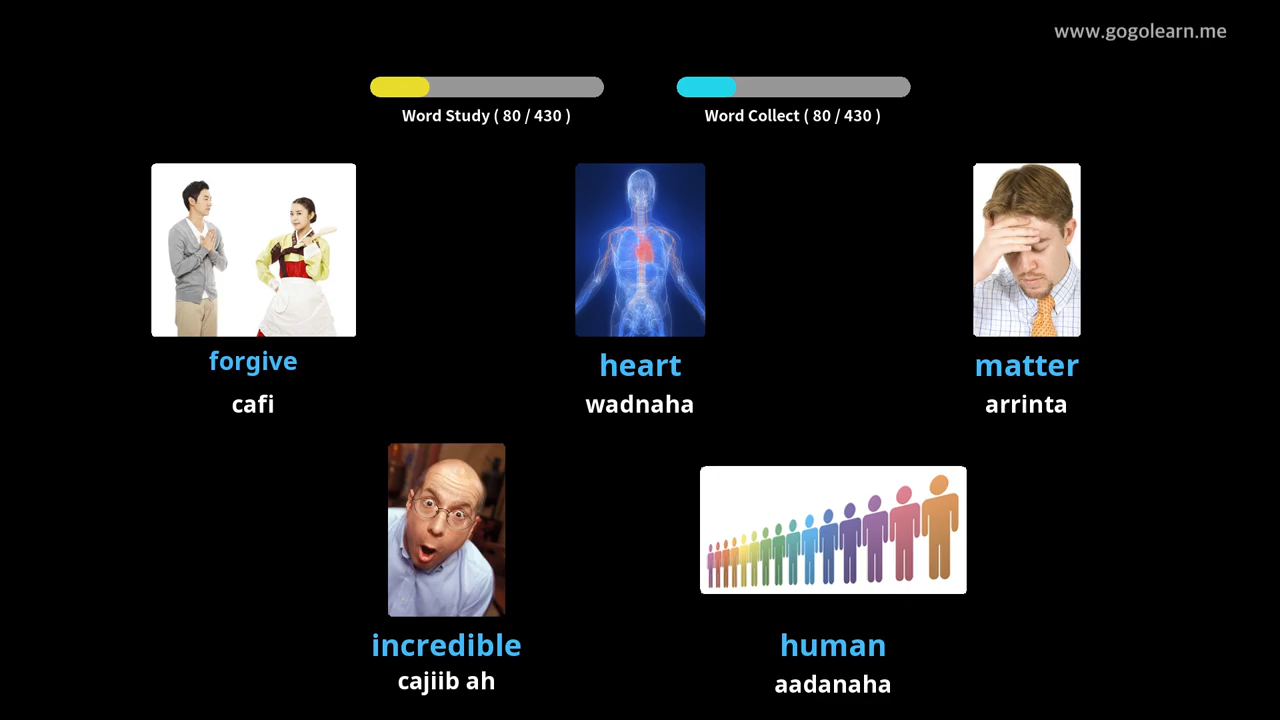 www.gogolearn.me
Word Study ( 80 / 430 )
Word Collect ( 80 / 430 )
forgive
cafi
heart
wadnaha
matter
arrinta
incredible
cajiib ah
human
aadanaha